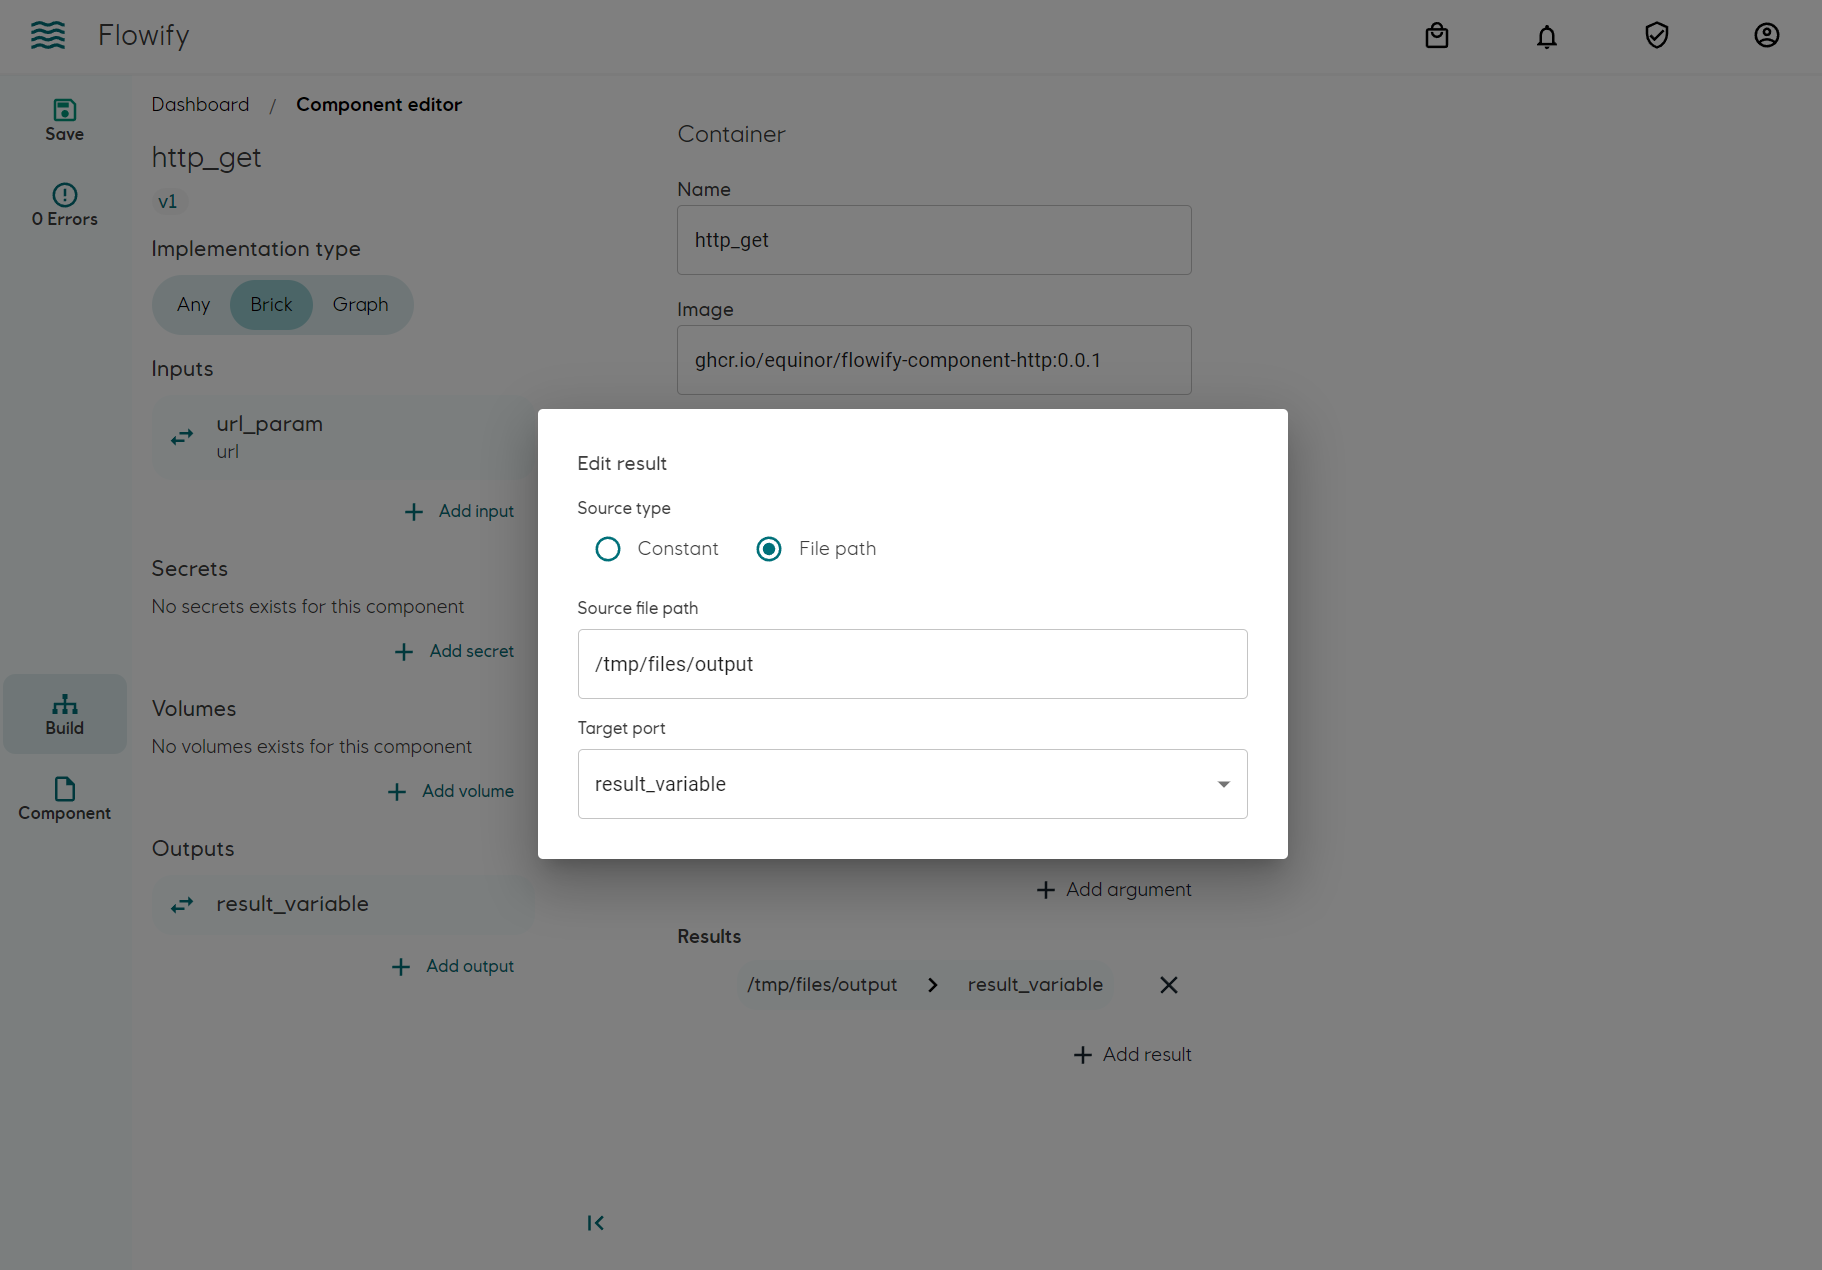 Flowify
Save
0 Errors
Build
Component
Dashboard / Component editor
http_get
v1
Implementation type
Any Brick Graph
Inputs
url_param
url
Add input
Secrets
No secrets exists for this component
Add secret
Volumes
No volumes exists for this component
Add volume
Outputs
result_variable
Add output
Container
Name
http_get
Image
ghcr.io/equinor/flowify-component-http:0.0.1
Edit result
Source type
Constant File path
Source file path
/tmp/files/output
Target port
result_variable
Add argument
Results
/tmp/files/output result_variable
Add result